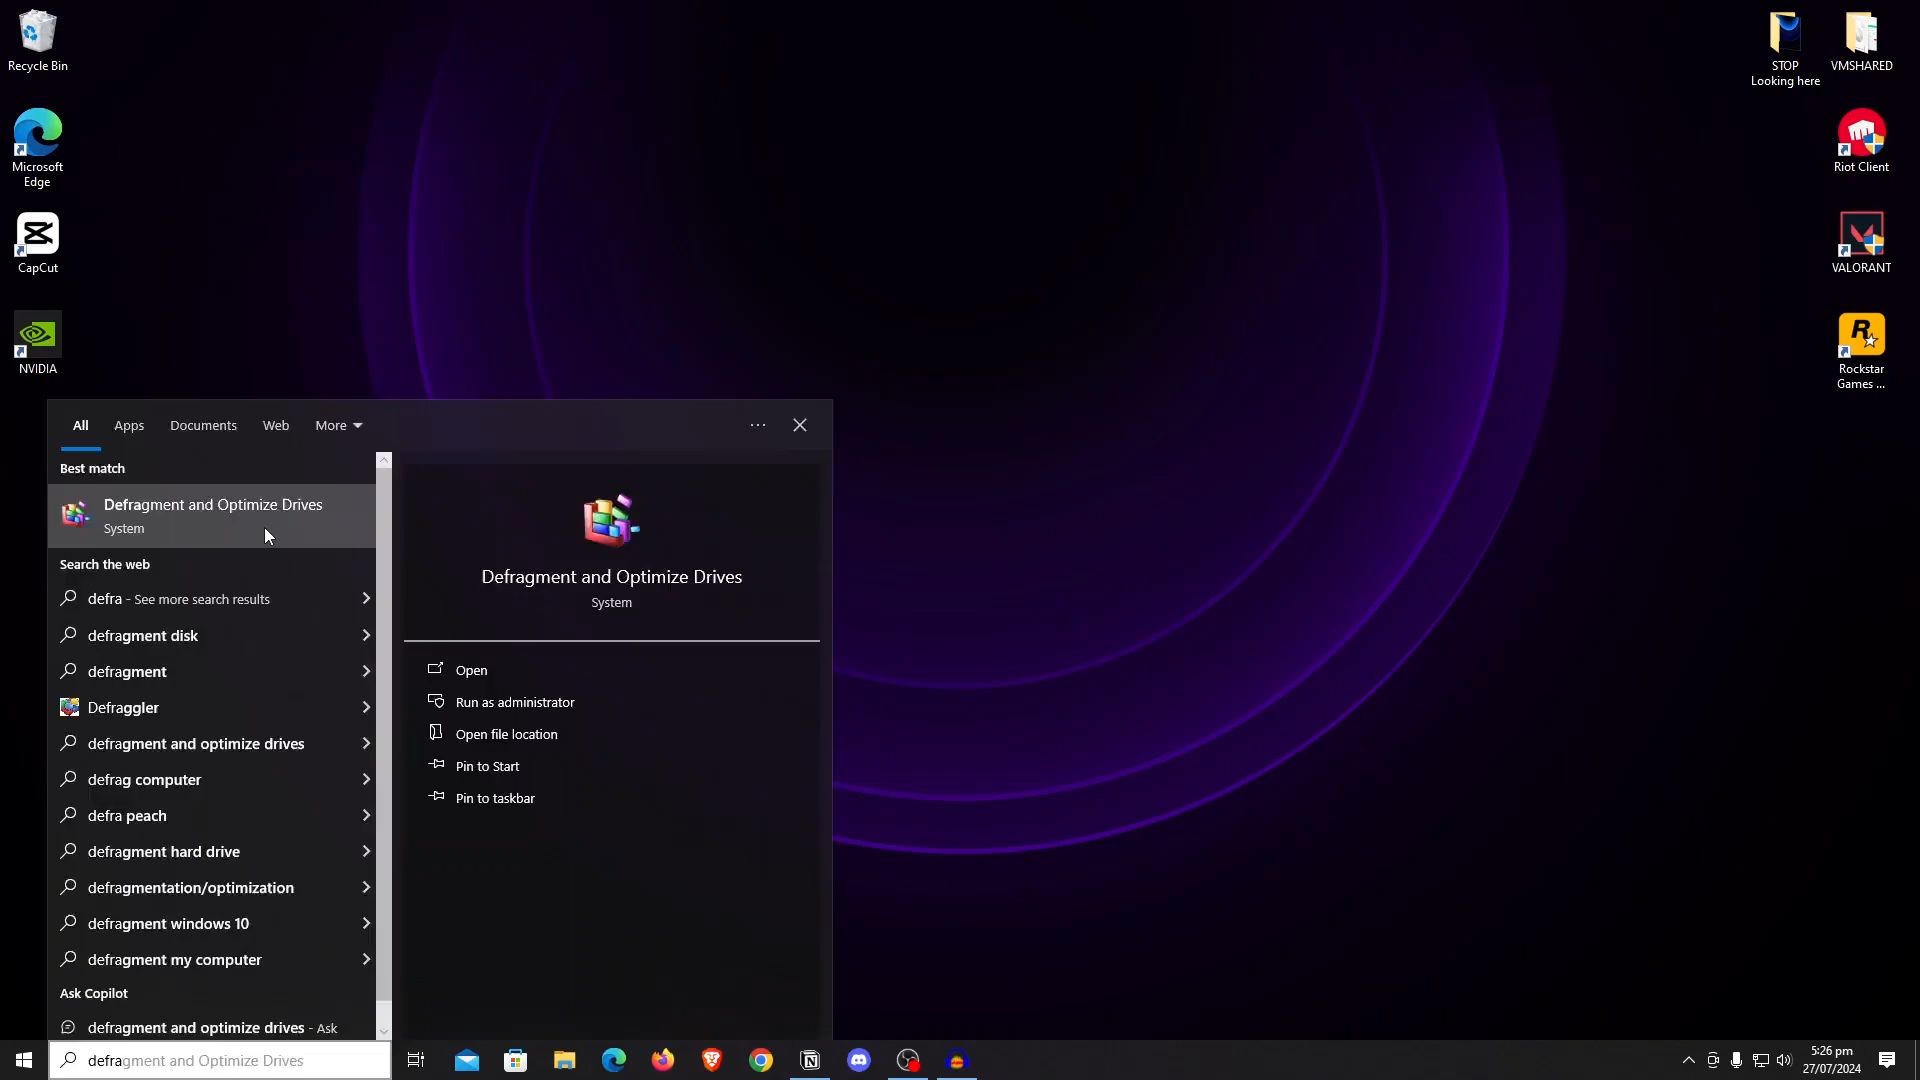 Recycle Bin
Microsoft
Edge
CapCut
NVIDIA
STOP
Looking here
VMSHARED
Riot Client
VALORANT
Rockstar
Games ...
All
Apps
Documents
Web
More
Best match
Defragment and Optimize Drives
System
Search the web
defra - See more search results
defragment disk
defragment
Defraggler
defragment and optimize drives
defrag computer
defra peach
defragment hard drive
defragmentation/optimization
defragment windows 10
defragment my computer
Ask Copilot
defragment and optimize drives - Ask
Defragment and Optimize Drives
System
Open
Run as administrator
Open file location
Pin to Start
Pin to taskbar
defragment and Optimize Drives
5:26 pm
27/07/2024